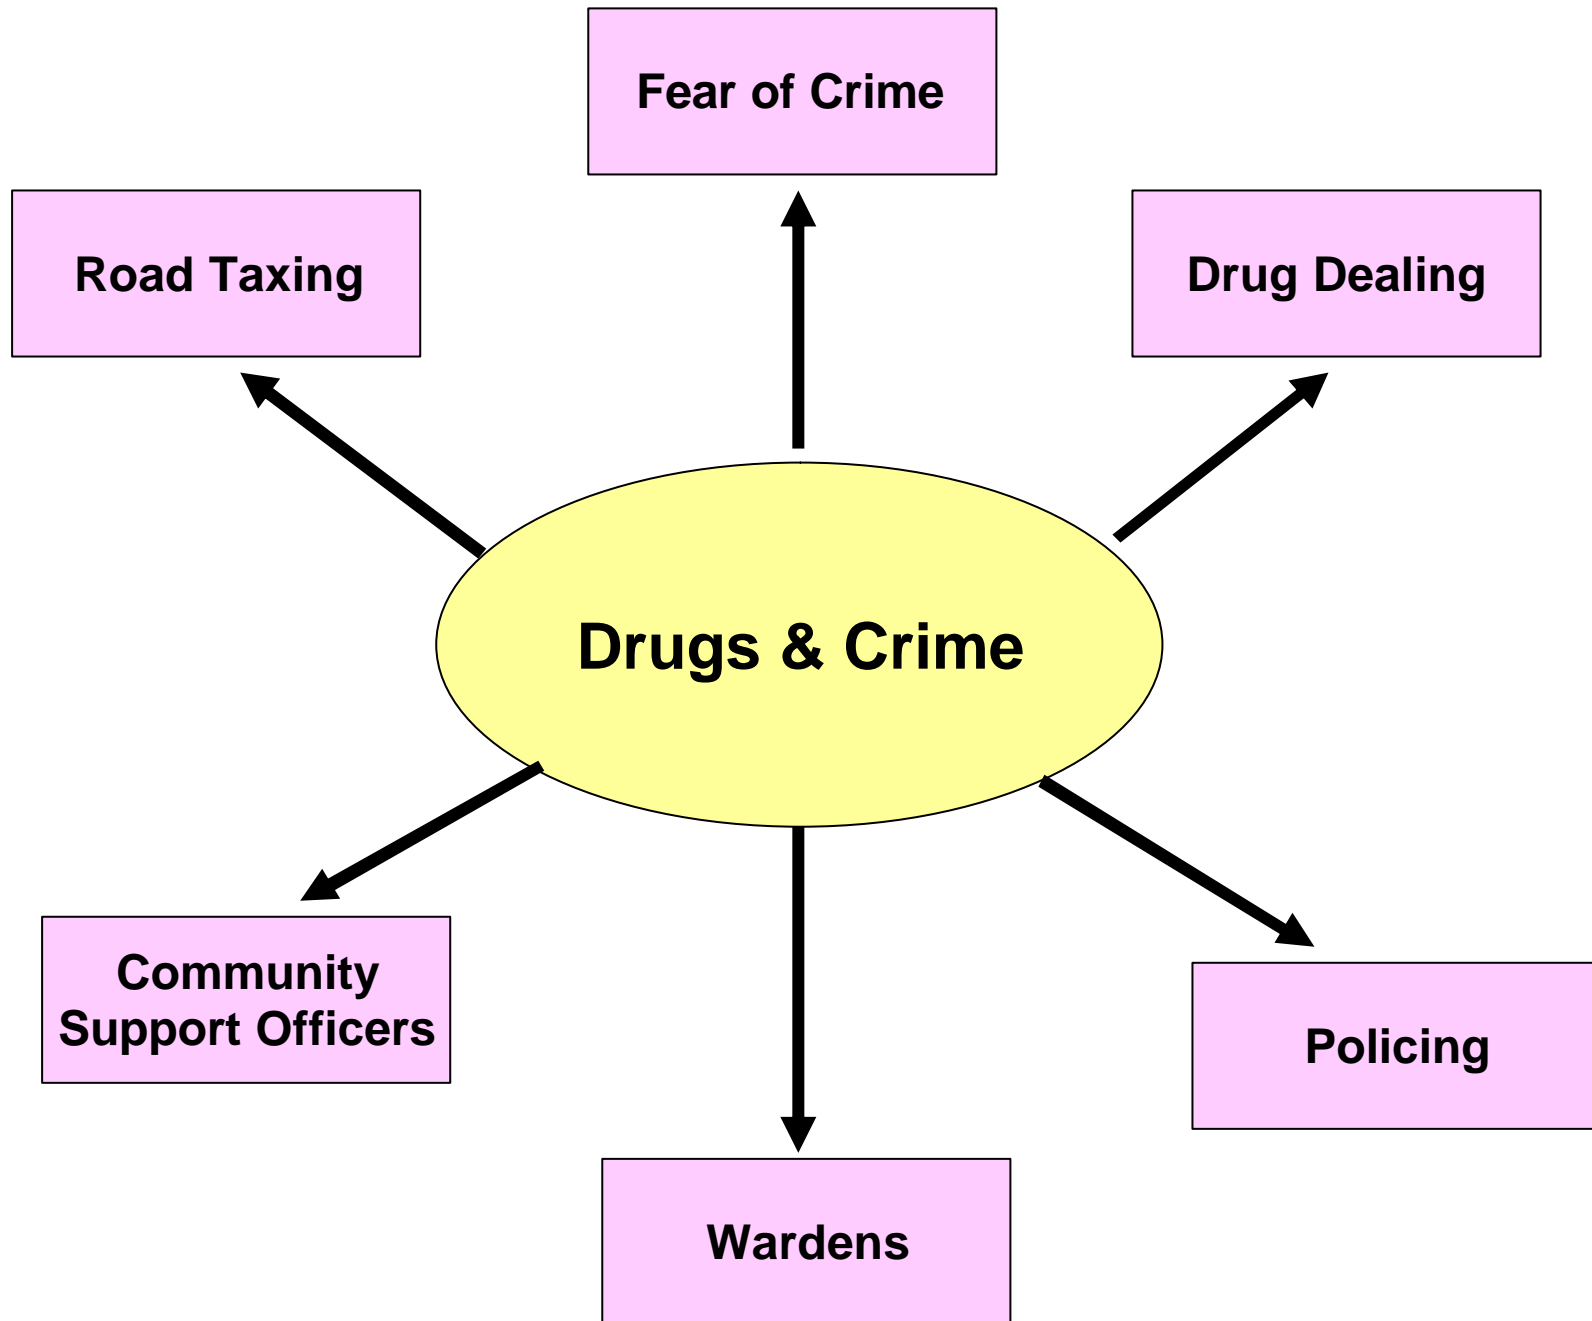 Fear of Crime
Road Taxing
Drug Dealing
Drugs & Crime
Community
Support Officers
Policing
Wardens